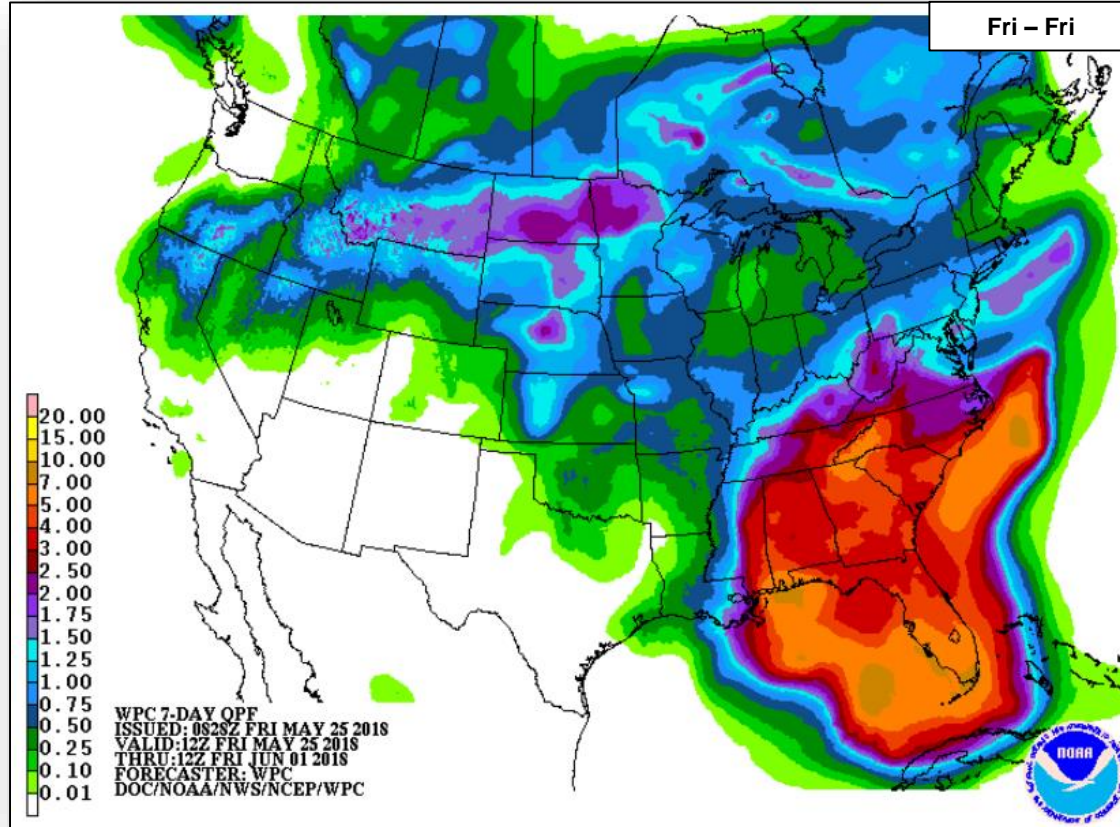 Fri – Fri
20.00
15.00
10.00
7.00
5.00
4.00
3.00
2.50
2.00
1.75
1.50
1.25
1.00
0.75
0.50
0.25
0.10
0.01
WPC 7-DAY QPF
ISSUED: 0828Z FRI MAY 25 2018
VALID:12Z FRI MAY 25 2018
THRU:12Z FRI JUN 01 2018
FORECASTER: WPC
DOC/NOAA/NWS/NCEP/WPC
NOAA